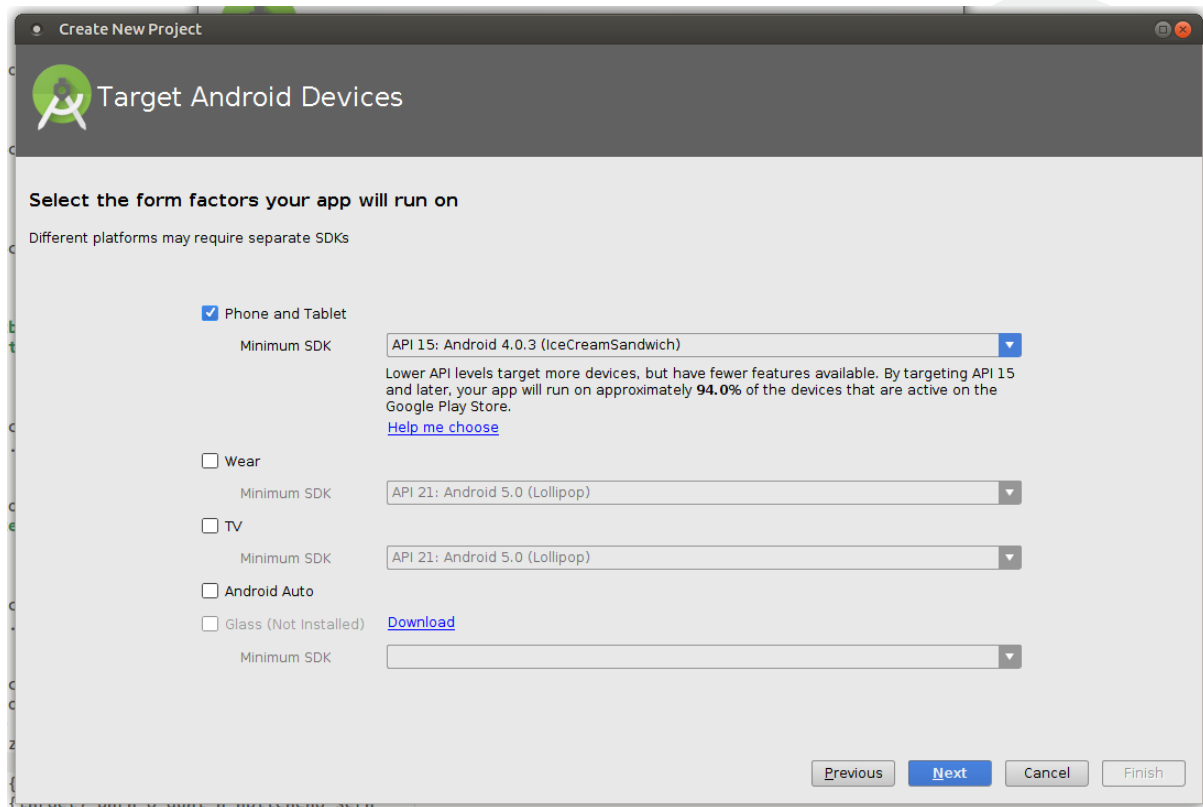 Create New Project
Target Android Devices
Select the form factors your app will run on
Different platforms may require separate SDKs
Phone and Tablet
Minimum SDK
API 15: Android 4.0.3 (IceCreamSandwich)
Lower API levels target more devices, but have fewer features available. By targeting API 15
and later, your app will run on approximately 94.0% of the devices that are active on the
Google Play Store.
Help me choose
Wear
Minimum SDK
API 21: Android 5.0 (Lollipop)
TV
Minimum SDK
API 21: Android 5.0 (Lollipop)
Android Auto
Glass (Not Installed)
Download
Minimum SDK
Previous
Next
Cancel
Finish